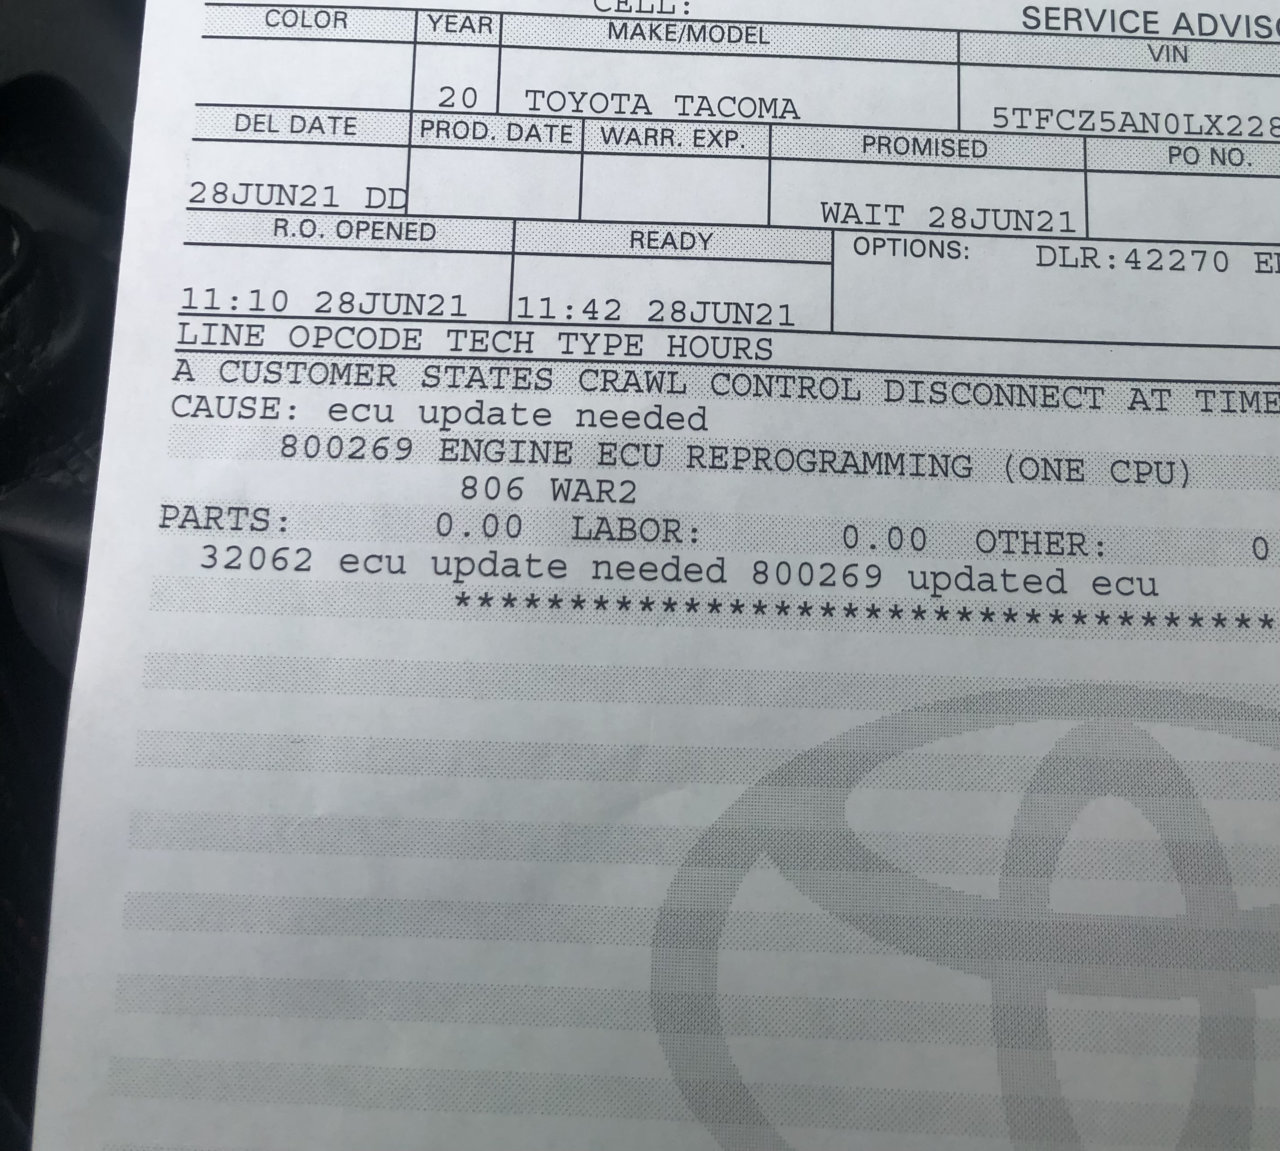 CELL:
SERVICE ADVISO
COLOR YEAR MAKE/MODEL VIN
20 TOYOTA TACOMA 5TFCZ5AN0LX228
DEL DATE PROD. DATE WARR. EXP. PROMISED PO NO.
28JUN21 DD WAIT 28JUN21
R.O. OPENED READY OPTIONS: DLR:42270
11:10 28JUN21 11:42 28JUN21
LINE OPCODE TECH TYPE HOURS
A CUSTOMER STATES CRAWL CONTROL DISCONNECT AT TIME
CAUSE: ecu update needed
800269 ENGINE ECU REPROGRAMMING (ONE CPU)
806 WAR2
PARTS: 0.00 LABOR: 0.00 OTHER: 0
32062 ecu update needed 800269 updated ecu
***********************************